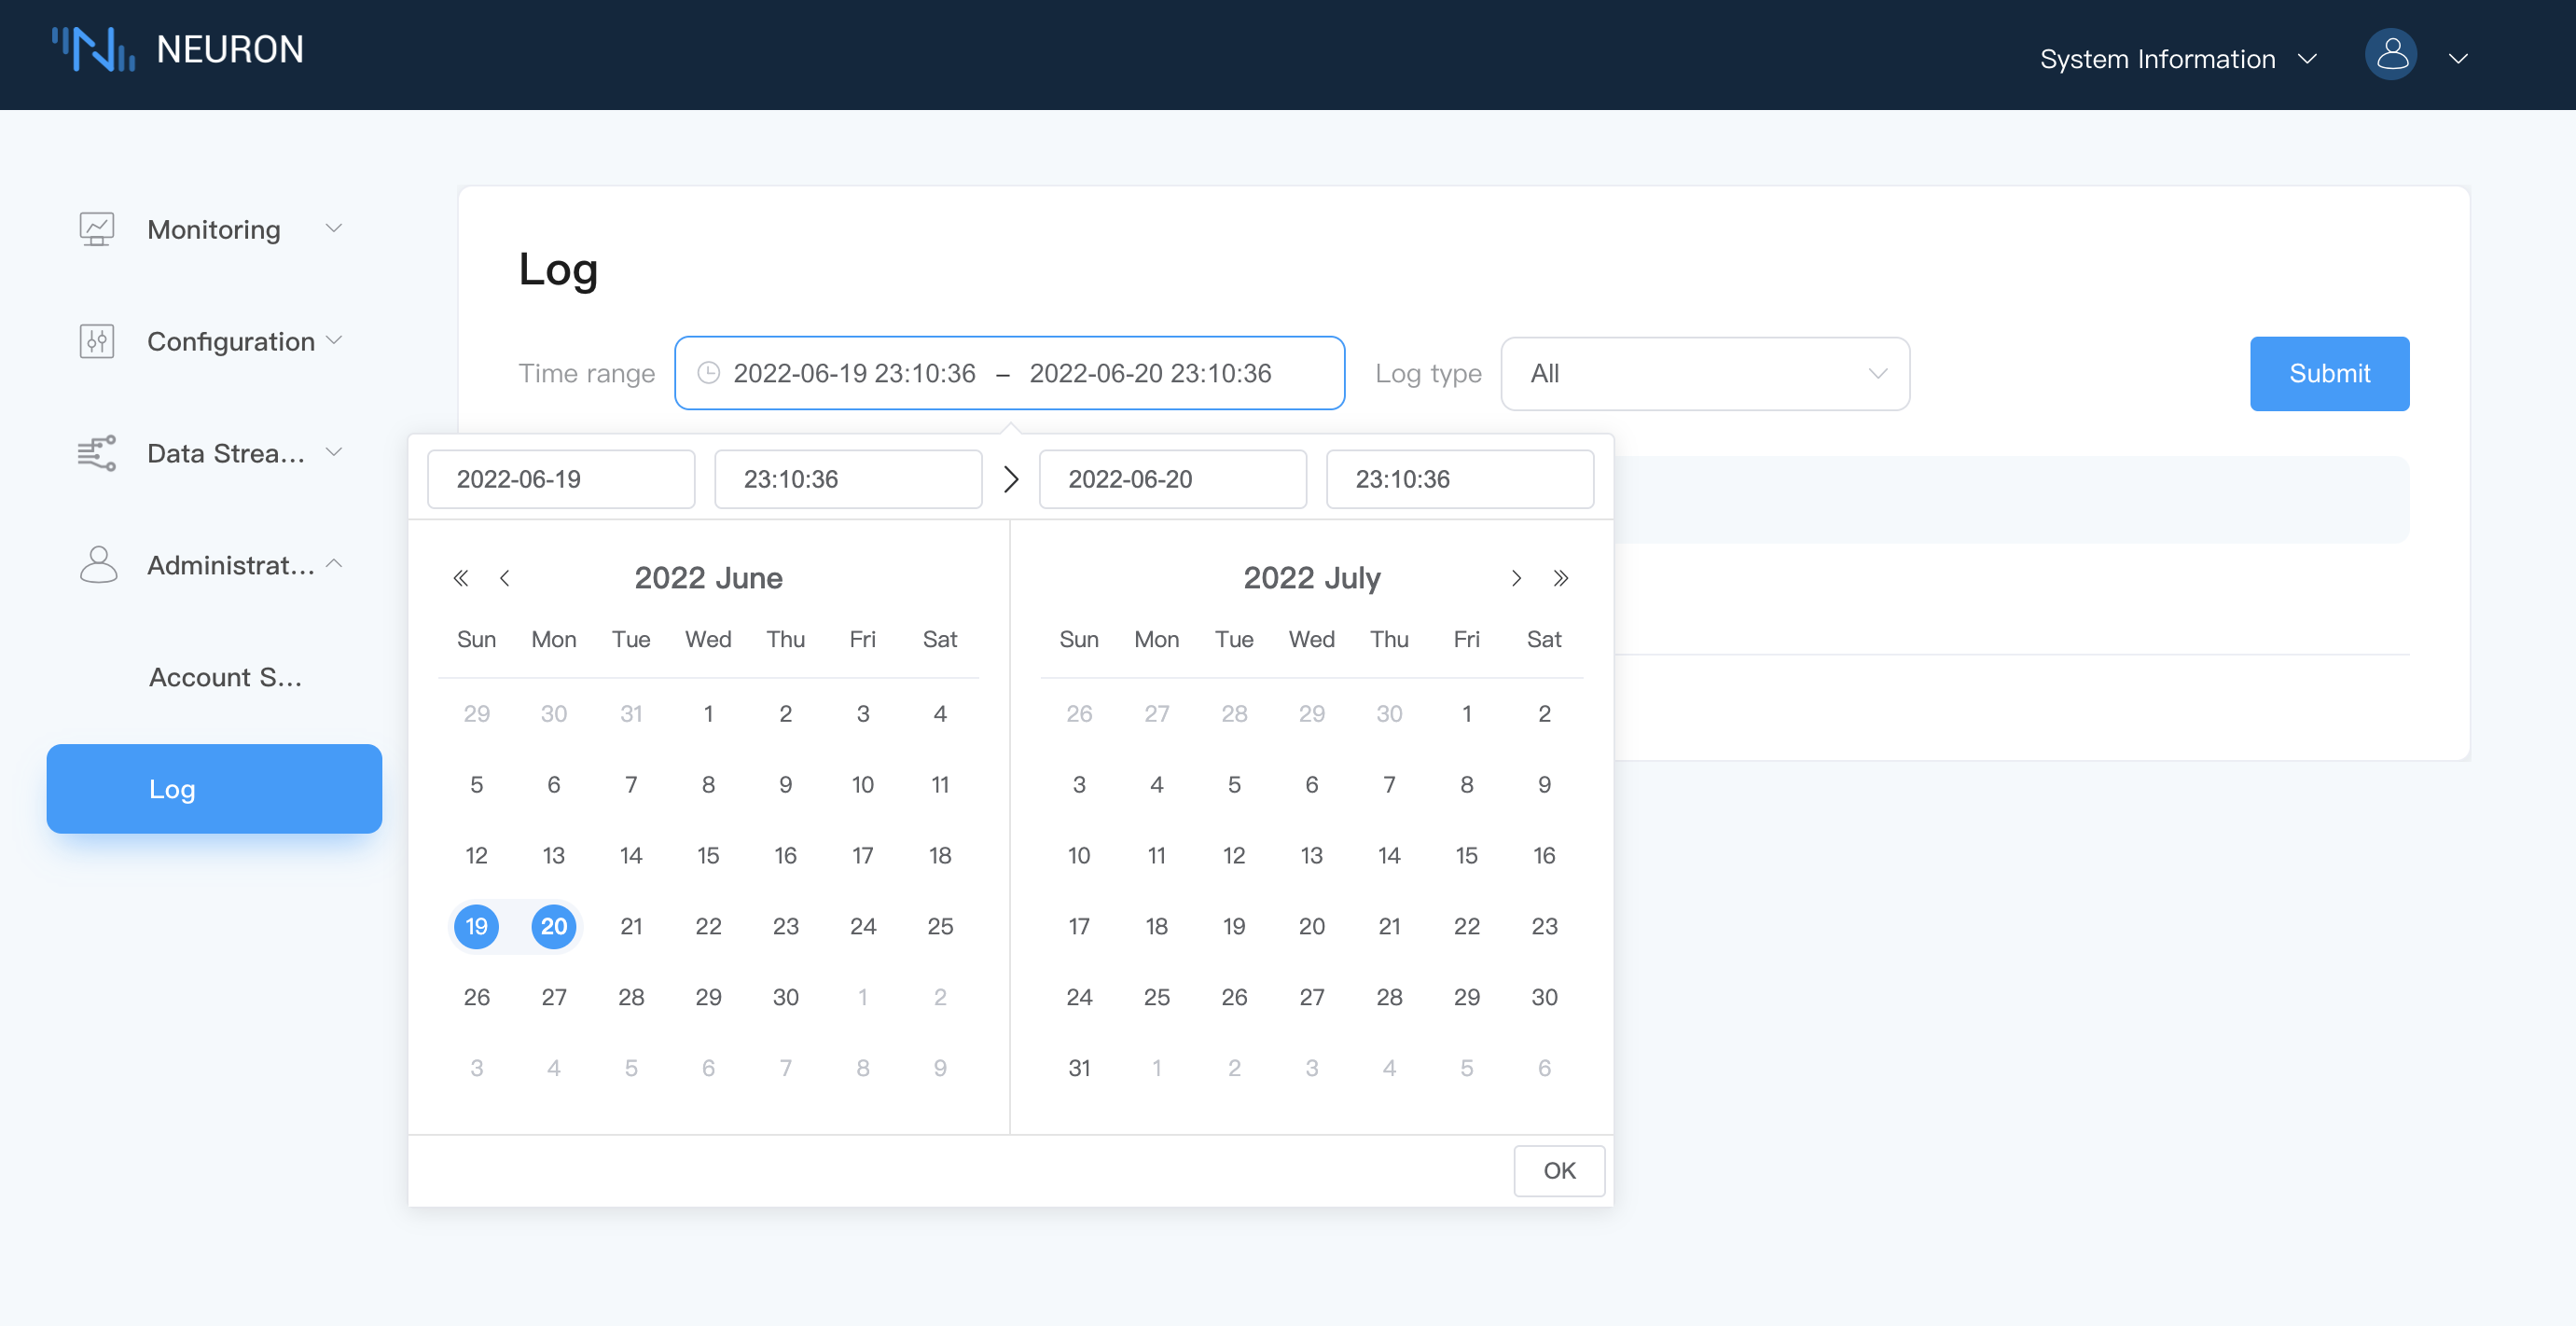 NEURON
System Information
Monitoring
Configuration
Data Strea...
Administrat...
Account S...
Log
Log
Time range 2022-06-19 23:10:36 – 2022-06-20 23:10:36 Log type All Submit
2022-06-19 23:10:36 2022-06-20 23:10:36
2022 June
Sun Mon Tue Wed Thu Fri Sat
29 30 31 1 2 3 4
5 6 7 8 9 10 11
12 13 14 15 16 17 18
19 20 21 22 23 24 25
26 27 28 29 30 1 2
3 4 5 6 7 8 9
2022 July
Sun Mon Tue Wed Thu Fri Sat
26 27 28 29 30 1 2
3 4 5 6 7 8 9
10 11 12 13 14 15 16
17 18 19 20 21 22 23
24 25 26 27 28 29 30
31 1 2 3 4 5 6
OK